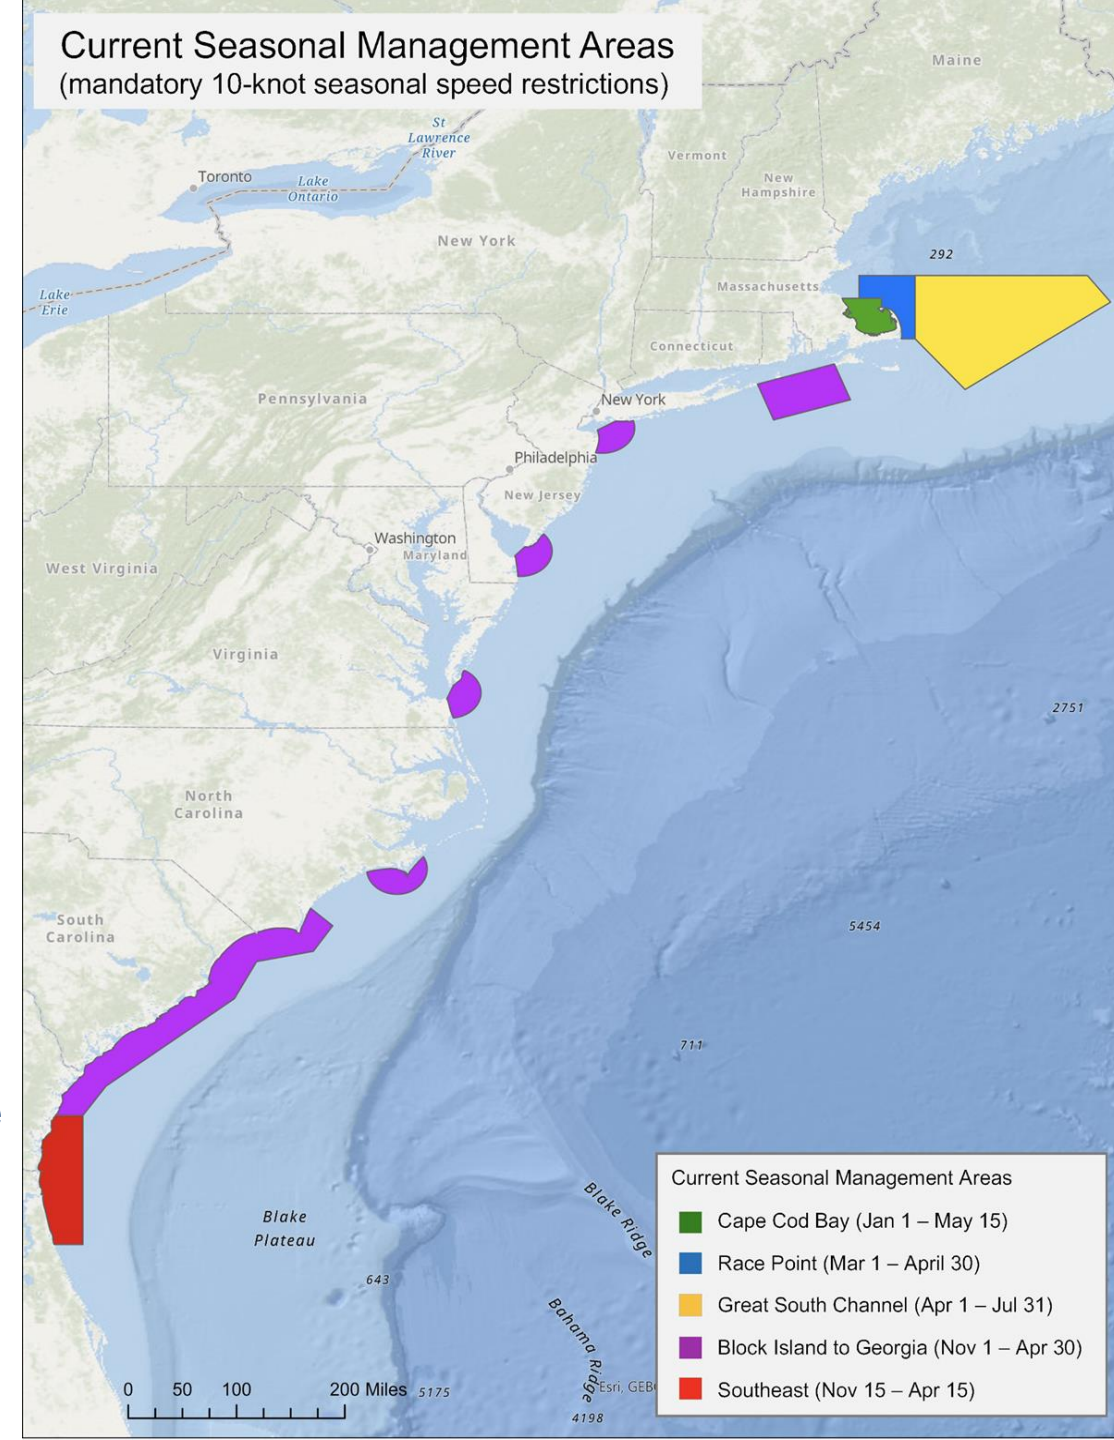 Current Seasonal Management Areas
(mandatory 10-knot seasonal speed restrictions)
Maine
St
Lawrence
River
Vermont
Toronto
Lake
Ontario
New
Hampshire
New York
292
Lake
Erie
Massachusetts
Connecticut
Pennsylvania
New York
Philadelphia
New Jersey
Washington
Maryland
West Virginia
Virginia
2751
North
Carolina
South
Carolina
5454
711
Blake
Plateau
Blake Ridge
643
Bahama Ridge
Current Seasonal Management Areas
Cape Cod Bay (Jan 1 – May 15)
Race Point (Mar 1 – April 30)
Great South Channel (Apr 1 – Jul 31)
Block Island to Georgia (Nov 1 – Apr 30)
Southeast (Nov 15 – Apr 15)
0 50 100 200 Miles
5175
Esri,
4198